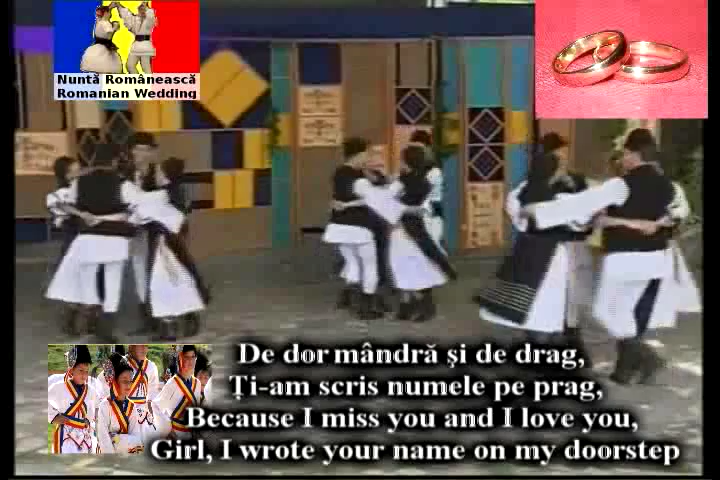 Nuntă Românească
Romanian Wedding
De dor mândră şi de drag,
Ți-am scris numele pe prag,
Because I miss you and I love you,
Girl, I wrote your name on my doorstep